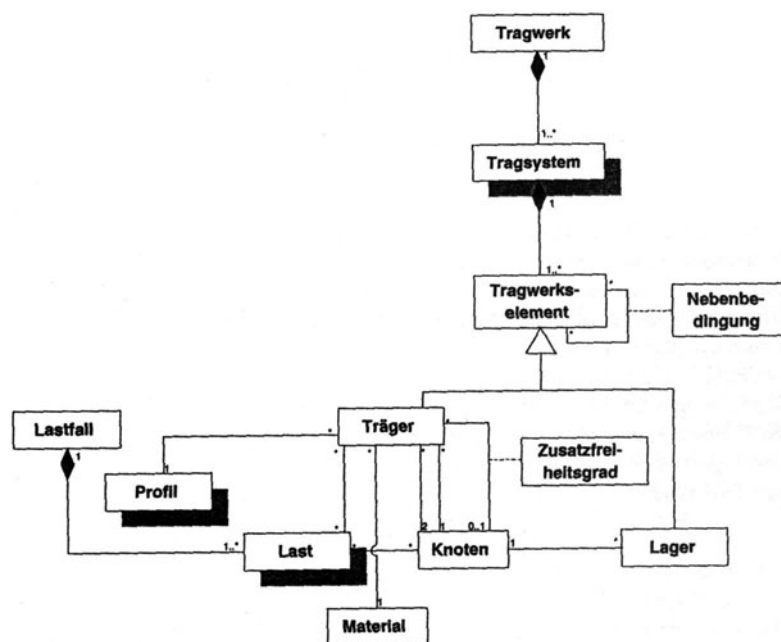 Tragwerk
1
1..*
Tragsystem
1
1..*
Tragwerks-
element
*
*
Nebenbe-
dingung
Träger
*
*
*
*
*
*
Lastfall
1
Profil
1
Zusatzfrei-
heitsgrad
1..*
Last
*
*
*
2
1
0..1
Knoten
1
*
Lager
1
Material